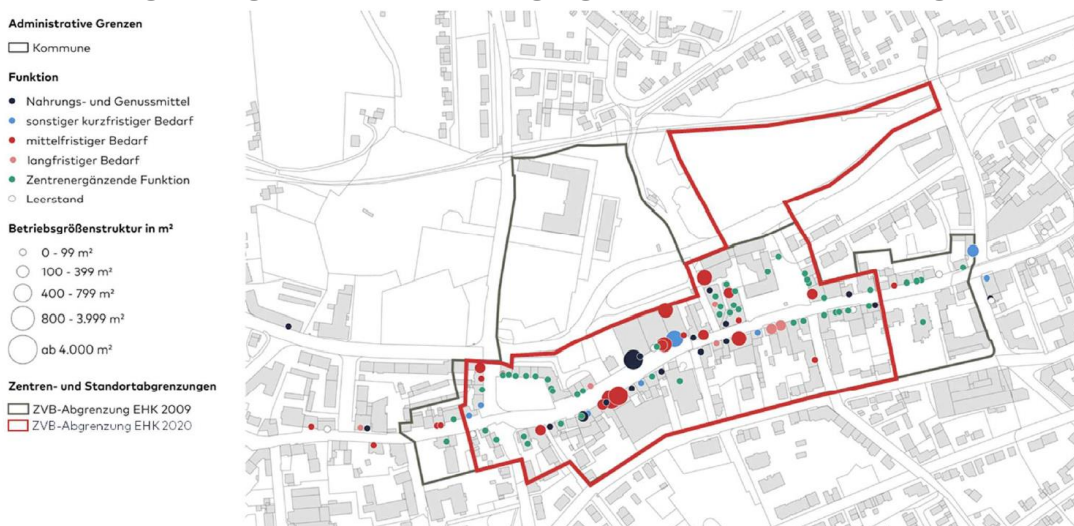 Administrative Grenzen
Kommune
Funktion
Nahrungs- und Genussmittel
sonstiger kurzfristiger Bedarf
mittelfristiger Bedarf
langfristiger Bedarf
Zentrenergänzende Funktion
Leerstand
Betriebsgrößenstruktur in m²
0 - 99 m²
100 - 399 m²
400 - 799 m²
800 - 3.999 m²
ab 4.000 m²
Zentren- und Standortabgrenzungen
ZVB-Abgrenzung EHK 2009
ZVB-Abgrenzung EHK 2020